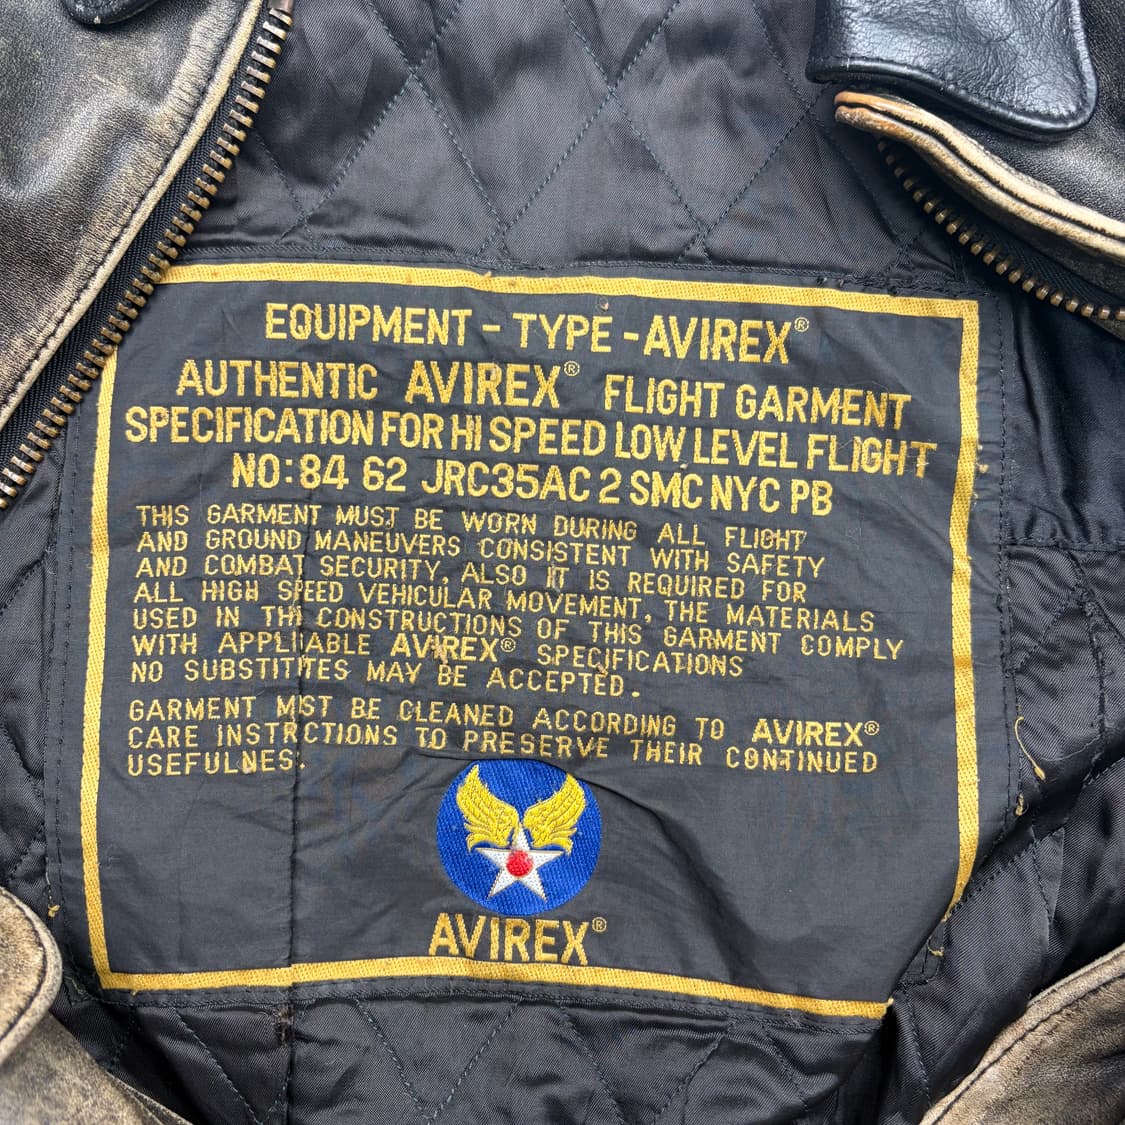 EQUIPMENT - TYPE - AVIREX®
AUTHENTIC AVIREX® FLIGHT GARMENT
SPECIFICATION FOR HI SPEED LOW LEVEL FLIGHT
NO: 84 62 JRC35AC 2 SMC NYC PB
THIS GARMENT MUST BE WORN DURING ALL FLIGHT
AND GROUND MANEUVERS CONSISTENT WITH SAFETY
AND COMBAT SECURITY, ALSO IT IS REQUIRED FOR
ALL HIGH SPEED VEHICULAR MOVEMENT, THE MATERIALS
USED IN THE CONSTRUCTIONS OF THIS GARMENT COMPLY
WITH APPLIABLE AVIREX® SPECIFICATIONS
NO SUBSTITITES MAY BE ACCEPTED.
GARMENT MST BE CLEANED ACCORDING TO AVIREX®
CARE INSTRCTIONS TO PRESERVE THEIR CONTINUED
USEFULNES.
AVIREX®